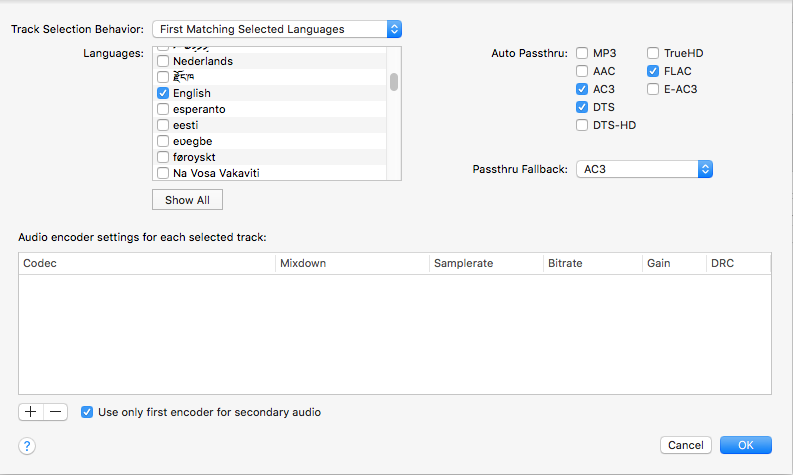 Track Selection Behavior: First Matching Selected Languages
Languages:
Nederlands
རྫོང་ཁ
English
esperanto
eesti
eʋegbe
føroyskt
Na Vosa Vakaviti
Show All
Auto Passthru:
MP3 TrueHD
AAC FLAC
AC3 E-AC3
DTS
DTS-HD
Passthru Fallback: AC3
Audio encoder settings for each selected track:
Codec Mixdown Samplerate Bitrate Gain DRC
Use only first encoder for secondary audio
? Cancel OK